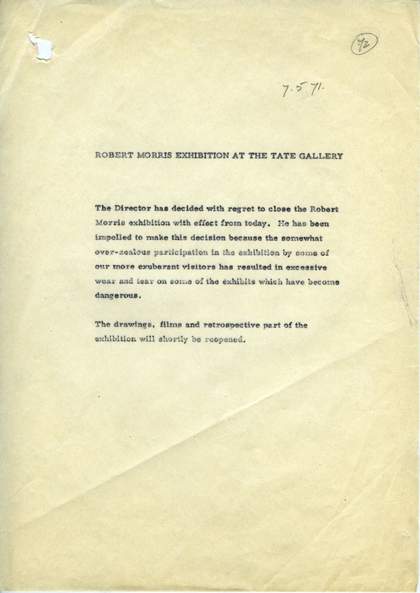 72
7.5 71.
ROBERT MORRIS EXHIBITION AT THE TATE GALLERY
The Director has decided with regret to close the Robert
Morris exhibition with effect from today. He has been
impelled to make this decision because the somewhat
over-zealous participation in the exhibition by some of
our more exuberant visitors has resulted in excessive
wear and tear on some of the exhibits which have become
dangerous.
The drawings, films and retrospective part of the
exhibition will shortly be reopened.